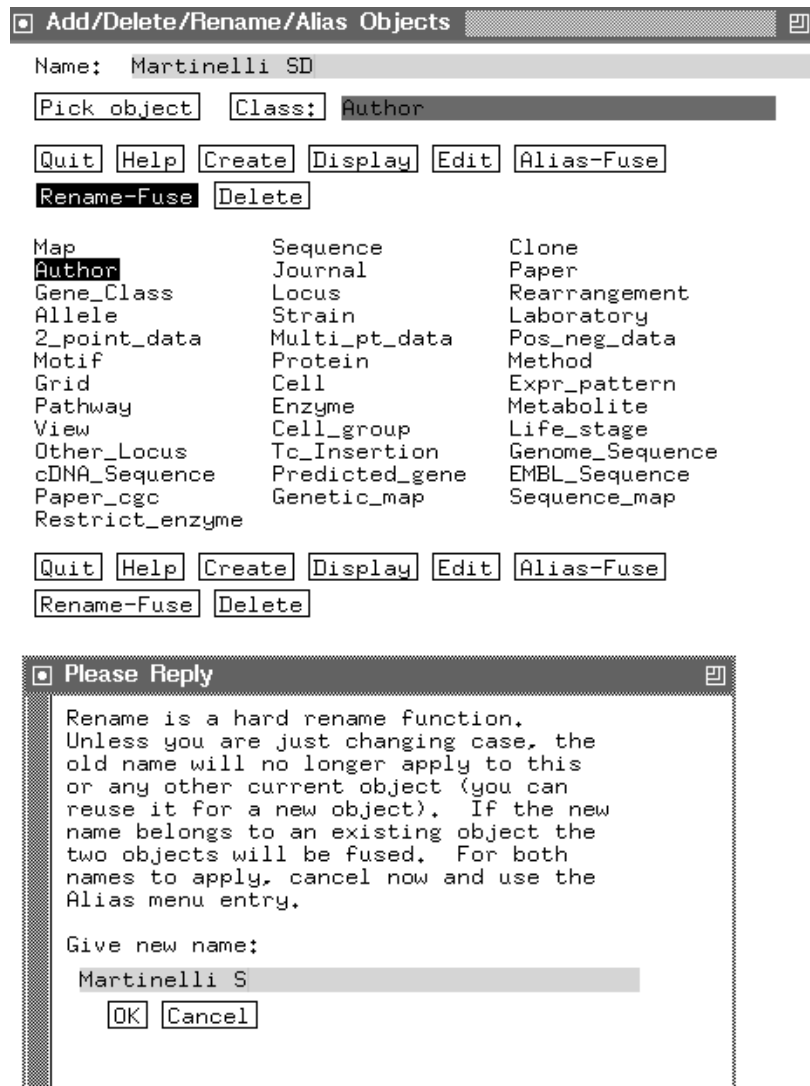 Add/Delete/Rename/Alias Objects
Name: Martinelli SD
Pick object Class: Author
Quit Help Create Display Edit Alias-Fuse
Rename-Fuse Delete
Map Sequence Clone
Author Journal Paper
Gene_Class Locus Rearrangement
Allele Strain Laboratory
2_point_data Multi_pt_data Pos_neg_data
Motif Protein Method
Grid Cell Expr_pattern
Pathway Enzyme Metabolite
View Cell_group Life_stage
Other_Locus Tc_Insertion Genome_Sequence
cDNA_Sequence Predicted_gene EMBL_Sequence
Paper_cgc Genetic_map Sequence_map
Restrict_enzyme
Quit Help Create Display Edit Alias-Fuse
Rename-Fuse Delete
Please Reply
Rename is a hard rename function.
Unless you are just changing case, the
old name will no longer apply to this
or any other current object (you can
reuse it for a new object). If the new
name belongs to an existing object the
two objects will be fused. For both
names to apply, cancel now and use the
Alias menu entry.
Give new name:
Martinelli S
OK Cancel